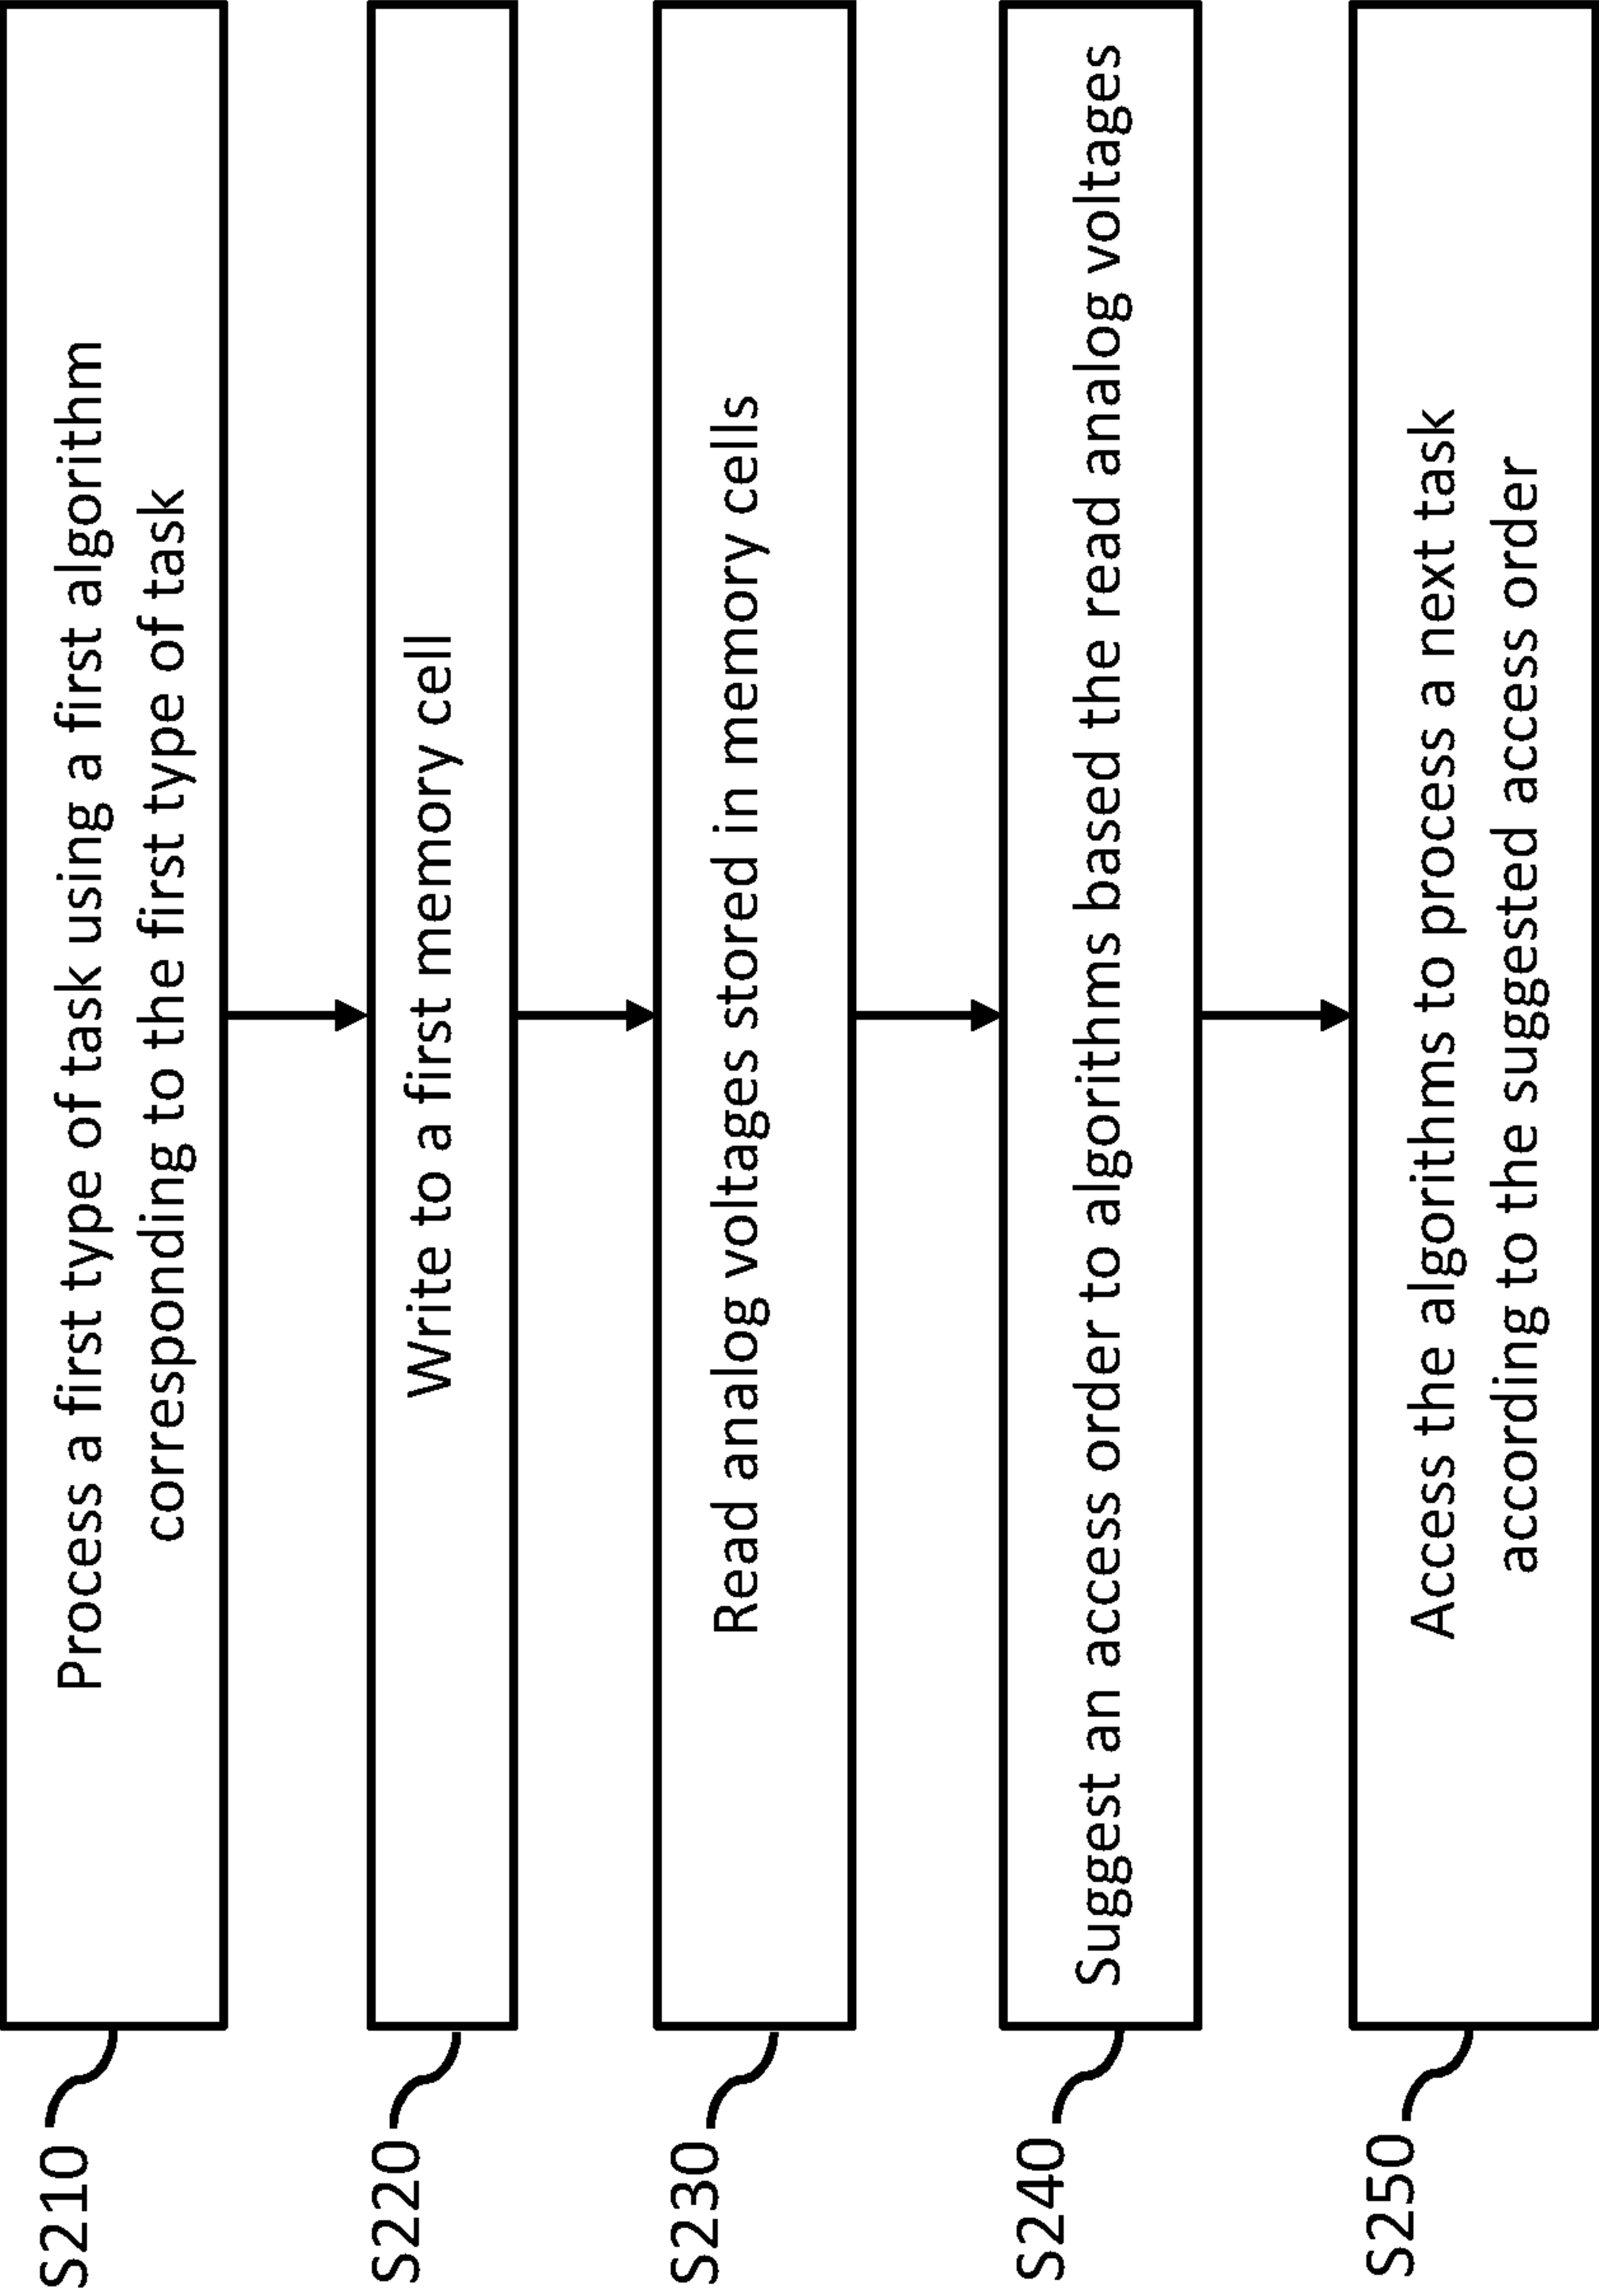 S210
Process a first type of task using a first algorithm
corresponding to the first type of task
S220
Write to a first memory cell
S230
Read analog voltages stored in memory cells
S240
Suggest an access order to algorithms based the read analog voltages
S250
Access the algorithms to process a next task
according to the suggested access order